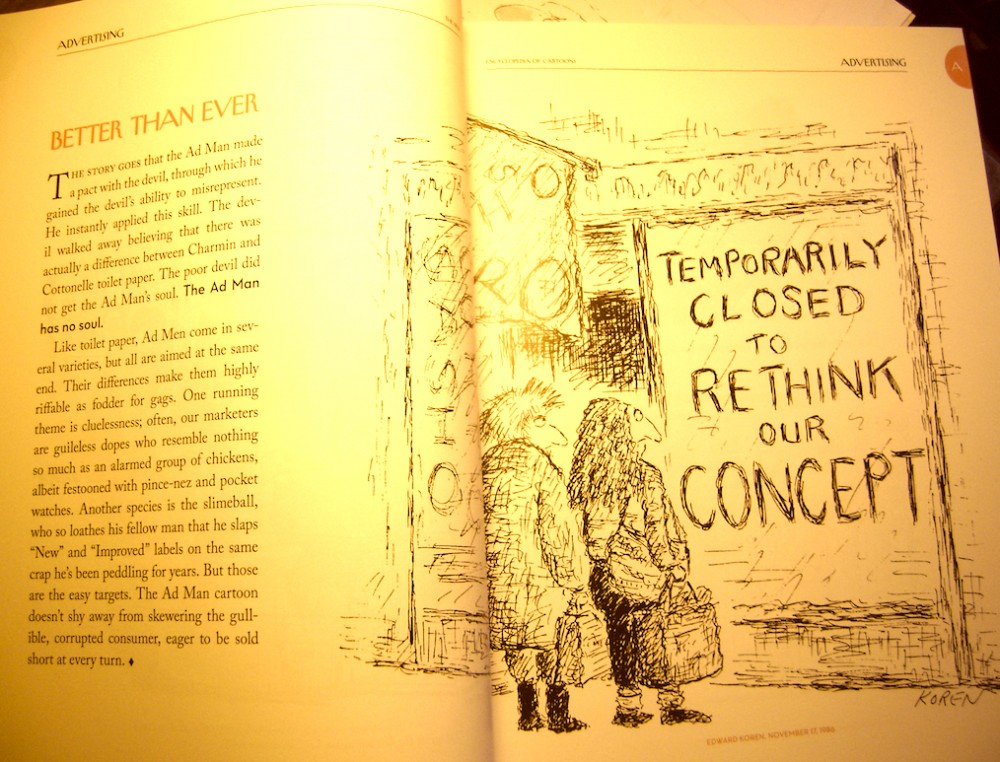 ADVERTISING
BETTER THAN EVER
THE STORY GOES that the Ad Man made
a pact with the devil, through which he
gained the devil's ability to misrepresent.
He instantly applied this skill. The dev-
il walked away believing that there was
actually a difference between Charmin and
Cottonelle toilet paper. The poor devil did
not get the Ad Man's soul. The Ad Man
has no soul.
Like toilet paper, Ad Men come in sev-
eral varieties, but all are aimed at the same
end. Their differences make them highly
riffable as fodder for gags. One running
theme is cluelessness; often, our marketers
are guileless dopes who resemble nothing
so much as an alarmed group of chickens,
albeit festooned with pince-nez and pocket
watches. Another species is the slimeball,
who so loathes his fellow man that he slaps
“New” and “Improved” labels on the same
crap he's been peddling for years. But those
are the easy targets. The Ad Man cartoon
doesn't shy away from skewering the gull-
ible, corrupted consumer, eager to be sold
short at every turn. ♦
ENCYCLOPEDIA OF CARTOONS
ADVERTISING
A
TEMPORARILY
CLOSED
TO
RETHINK
OUR
CONCEPT
KOREN
EDWARD KOREN, NOVEMBER 17, 1986